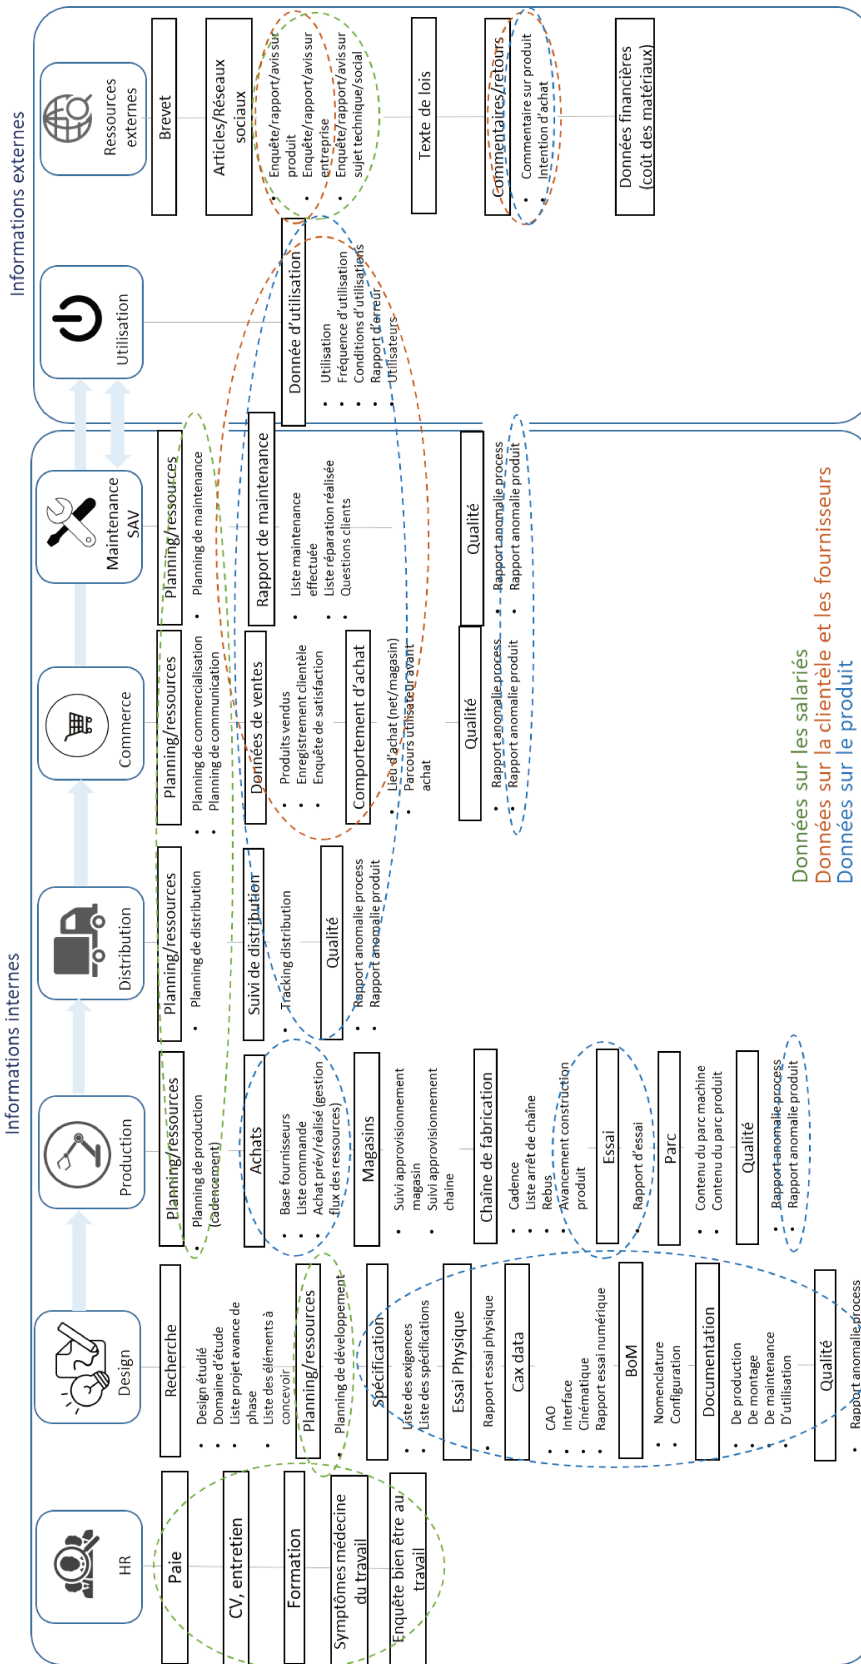 Informations internes
Informations externes
HR
Paie
CV, entretien
Formation
Symptômes médecine
du travail
Enquête bien être au
travail
Design
Recherche
• Design étudié
• Domaine d'étude
• Liste projet avance de
phase
• Liste des éléments à
concevoir
Planning/ressources
• Planning de développement
Spécification
• Liste des exigences
• Liste des spécifications
Essai Physique
• Rapport essai physique
Cax data
• CAO
• Interface
• Cinématique
• Rapport essai numérique
BoM
• Nomenclature
• Configuration
Documentation
• De production
• De montage
• De maintenance
• D'utilisation
Qualité
• Rapport anomalie process
Production
Planning/ressources
• Planning de production
(cadencement)
Achats
• Base fournisseurs
• Liste commande
• Achat prév/réalisé (gestion
flux des ressources)
Magasins
• Suivi approvisionnement
magasin
• Suivi approvisionnement
chaine
Chaîne de fabrication
• Cadence
• Liste arrêt de chaîne
• Rebus
• Avancement construction
produit
Essai
• Rapport d'essai
Parc
• Contenu du parc machine
• Contenu du parc produit
Qualité
• Rapport anomalie process
• Rapport anomalie produit
Distribution
Planning/ressources
• Planning de distribution
Suivi de distribution
• Tracking distribution
Qualité
• Rapport anomalie process
• Rapport anomalie produit
Commerce
Planning/ressources
• Planning de commercialisation
• Planning de communication
Données de ventes
• Produits vendus
• Enregistrement clientèle
• Enquête de satisfaction
Comportement d'achat
• Lieu d'achat (net/magasin)
• Parcours utilisateur avant
achat
Qualité
• Rapport anomalie process
• Rapport anomalie produit
Maintenance
SAV
Planning/ressources
• Planning de maintenance
Rapport de maintenance
• Liste maintenance
effectuée
• Liste réparation réalisée
• Questions clients
Qualité
• Rapport anomalie process
• Rapport anomalie produit
Utilisation
Donnée d'utilisation
• Utilisation
• Fréquence d'utilisation
• Conditions d'utilisations
• Rapport d'erreur
• Utilisateurs
Ressources
externes
Brevet
Articles/Réseaux
sociaux
• Enquête/rapport/avis sur
produit
• Enquête/rapport/avis sur
entreprise
• Enquête/rapport/avis sur
sujet technique/social
Texte de lois
Commentaires/retours
• Commentaire sur produit
• Intention d'achat
Données financières
(coût des matériaux)
Données sur les salariés
Données sur la clientèle et les fournisseurs
Données sur le produit